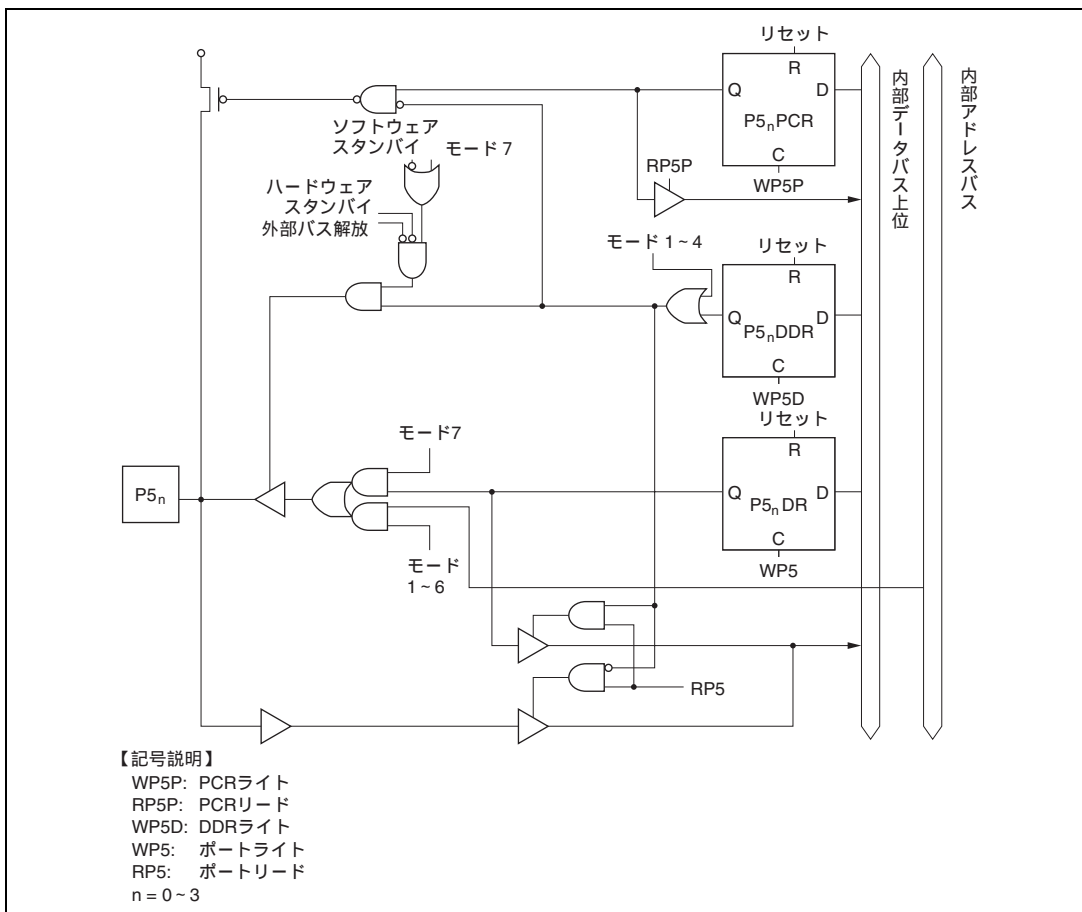 リセット
R
Q
D
P5nPCR
C
WP5P
RP5P
内部データバス上位
内部アドレスバス
ソフトウェア
スタンバイ
モード 7
ハードウェア
スタンバイ
外部バス解放
モード 1~4
リセット
R
Q
D
P5nDDR
C
WP5D
リセット
R
Q
D
P5n DR
C
WP5
モード7
P5n
モード
1~6
RP5
【記号説明】
WP5P: PCRライト
RP5P: PCRリード
WP5D: DDRライト
WP5: ポートライト
RP5: ポートリード
n = 0~3